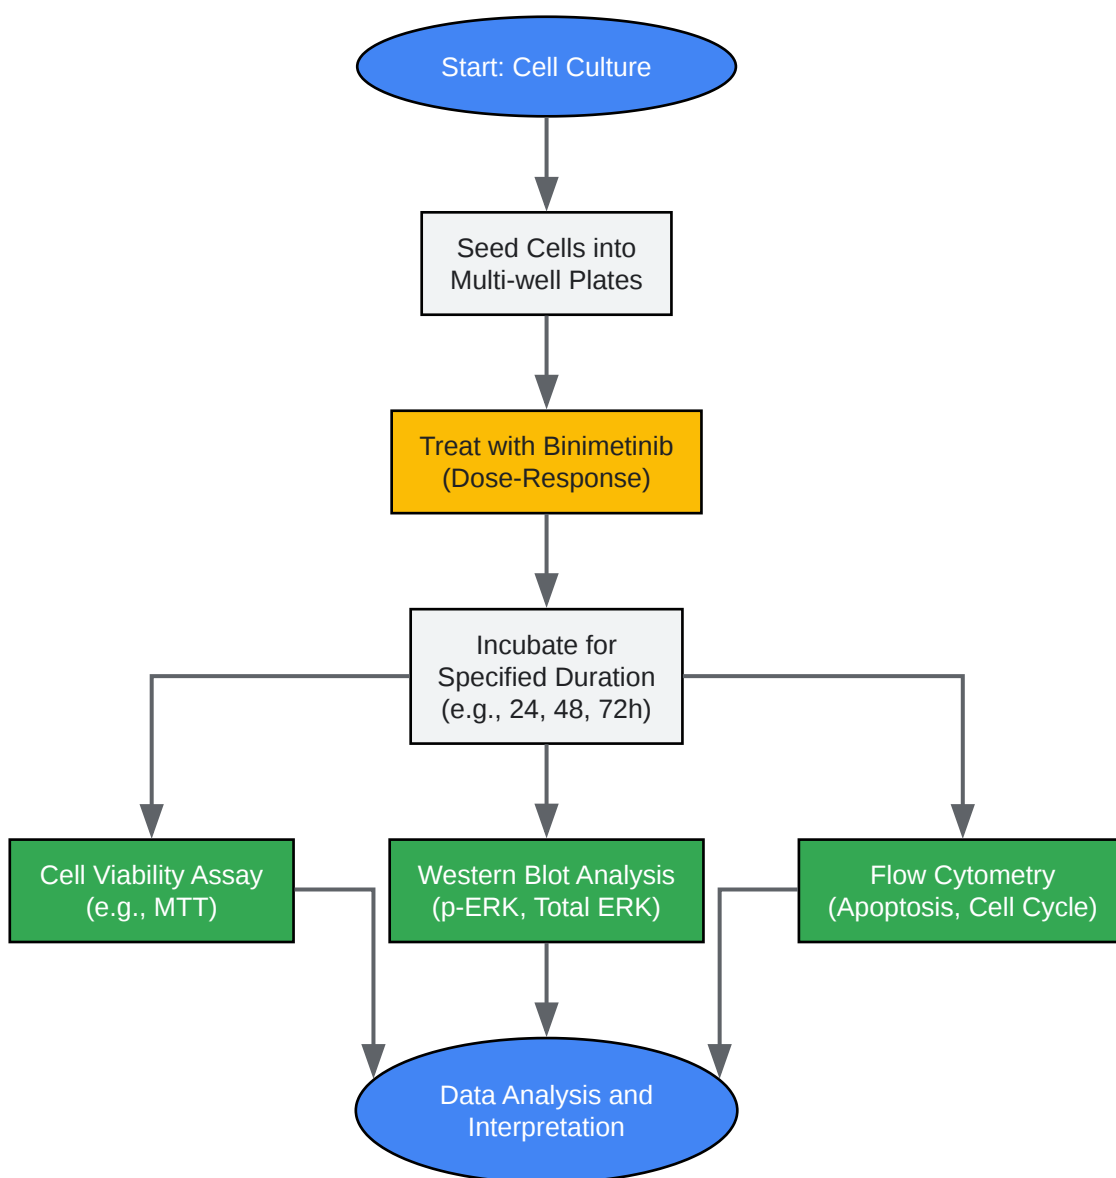 Start: Cell Culture
Seed Cells into
Multi-well Plates
Treat with Binimetinib
(Dose-Response)
Incubate for
Specified Duration
(e.g., 24, 48, 72h)
Cell Viability Assay
(e.g., MTT)
Western Blot Analysis
(p-ERK, Total ERK)
Flow Cytometry
(Apoptosis, Cell Cycle)
Data Analysis and
Interpretation